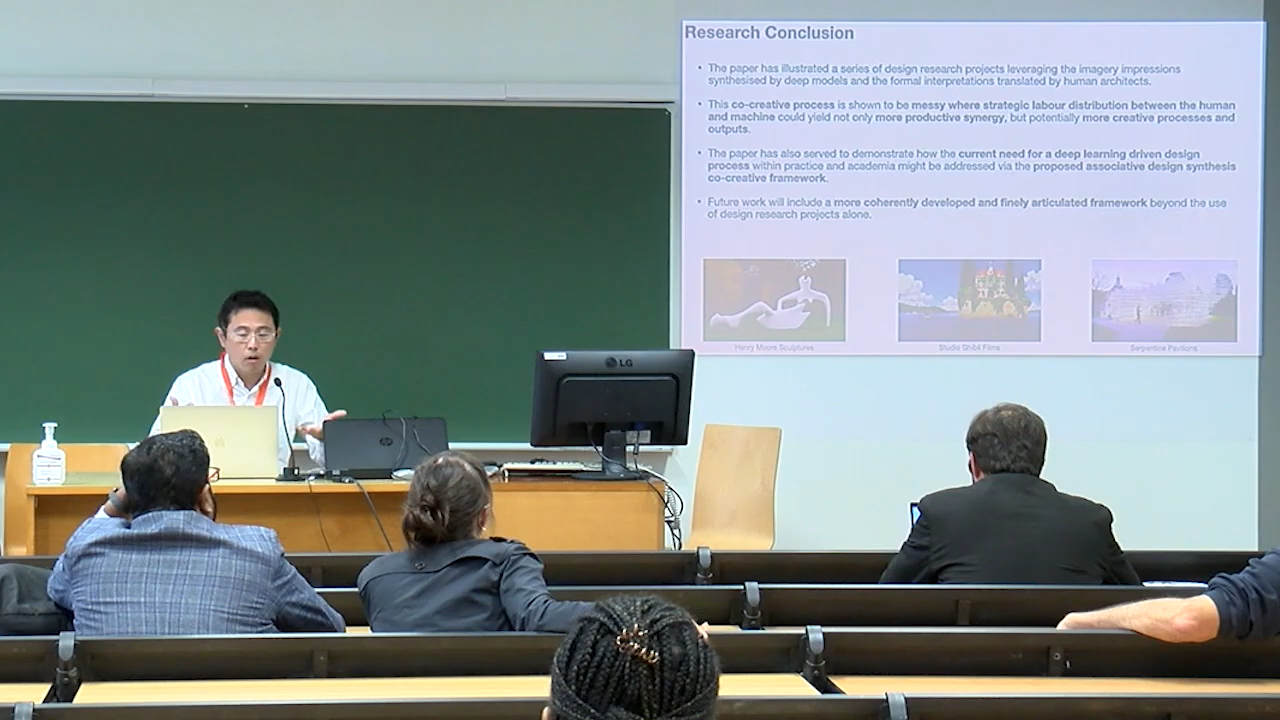 Research Conclusion
• The paper has illustrated a series of design research projects leveraging the imagery impressions
synthesised by deep models and the formal interpretations translated by human architects.
• This co-creative process is shown to be messy where strategic labour distribution between the human
and machine could yield not only more productive synergy, but potentially more creative processes and
outputs.
• The paper has also served to demonstrate how the current need for a deep learning driven design
process within practice and academia might be addressed via the proposed associative design synthesis
co-creative framework.
• Future work will include a more coherently developed and finely articulated framework beyond the use
of design research projects alone.
Henry Moore Sculptures
Studio Ghibli Films
Serpentine Pavilions
LG
hp